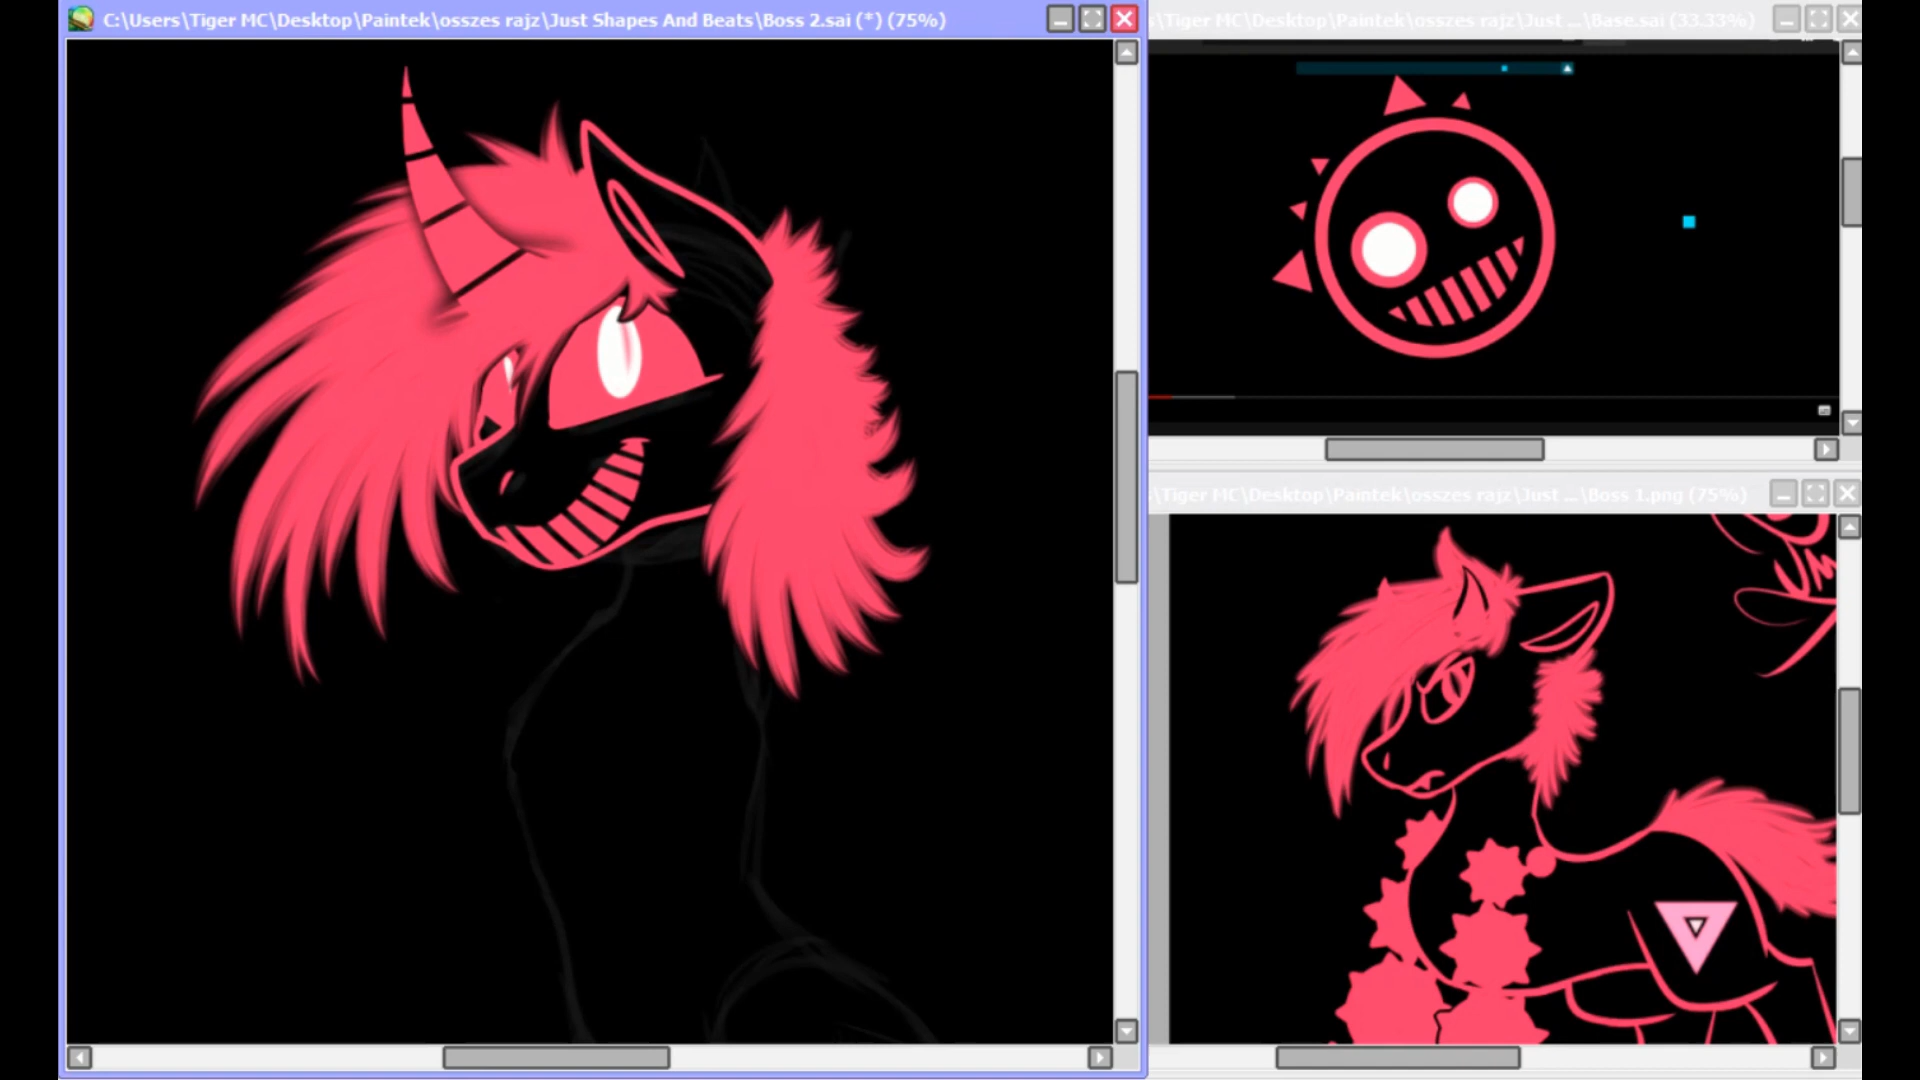 C:\Users\Tiger MC\Desktop\Paintek\osszes rajz\Just Shapes And Beats\Boss 2.sai (*) (75%)
s\Tiger MC\Desktop\Paintek\osszes rajz\Just ...\Base.sai (33.33%)
s\Tiger MC\Desktop\Paintek\osszes rajz\Just ...\Boss 1.png (75%)